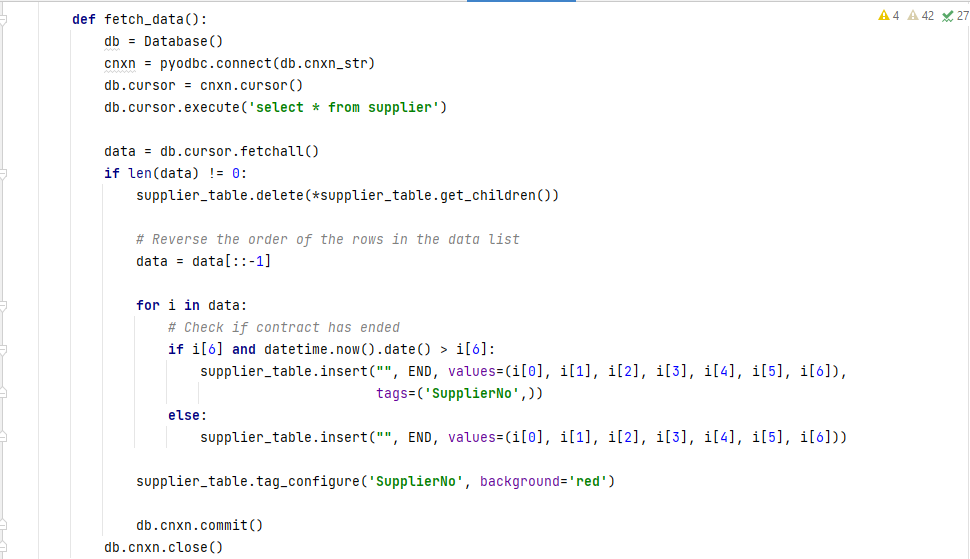 def fetch_data():
4 42 27
    db = Database()
    cnxn = pyodbc.connect(db.cnxn_str)
    db.cursor = cnxn.cursor()
    db.cursor.execute('select * from supplier')
    data = db.cursor.fetchall()
    if len(data) != 0:
        supplier_table.delete(*supplier_table.get_children())
        # Reverse the order of the rows in the data list
        data = data[::-1]
        for i in data:
            # Check if contract has ended
            if i[6] and datetime.now().date() > i[6]:
                supplier_table.insert("", END, values=(i[0], i[1], i[2], i[3], i[4], i[5], i[6]),
                                      tags=('SupplierNo',))
            else:
                supplier_table.insert("", END, values=(i[0], i[1], i[2], i[3], i[4], i[5], i[6]))
        supplier_table.tag_configure('SupplierNo', background='red')
        db.cnxn.commit()
    db.cnxn.close()